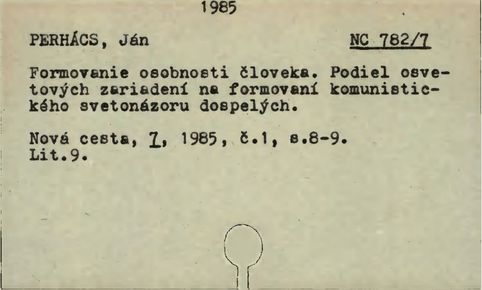 1985
PERHÁCS, Ján NC 782/7
Formovanie osobnosti človeka. Podiel osve-
tových zariadení na formovaní komunistic-
kého svetonázoru dospelých.
Nová cesta, 7, 1985, č.1, s.8-9.
Lit.9.